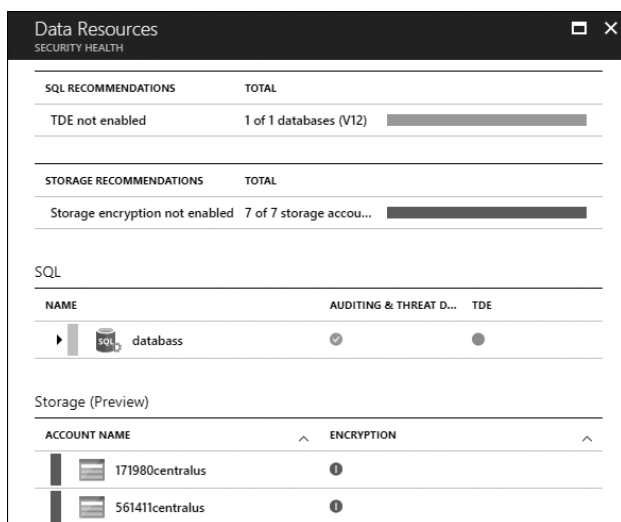 Data Resources
SECURITY HEALTH
SQL RECOMMENDATIONS TOTAL
TDE not enabled 1 of 1 databases (V12)
STORAGE RECOMMENDATIONS TOTAL
Storage encryption not enabled 7 of 7 storage accou...
SQL
NAME AUDITING & THREAT D... TDE
SQL databass
Storage (Preview)
ACCOUNT NAME ENCRYPTION
171980centralus
561411centralus